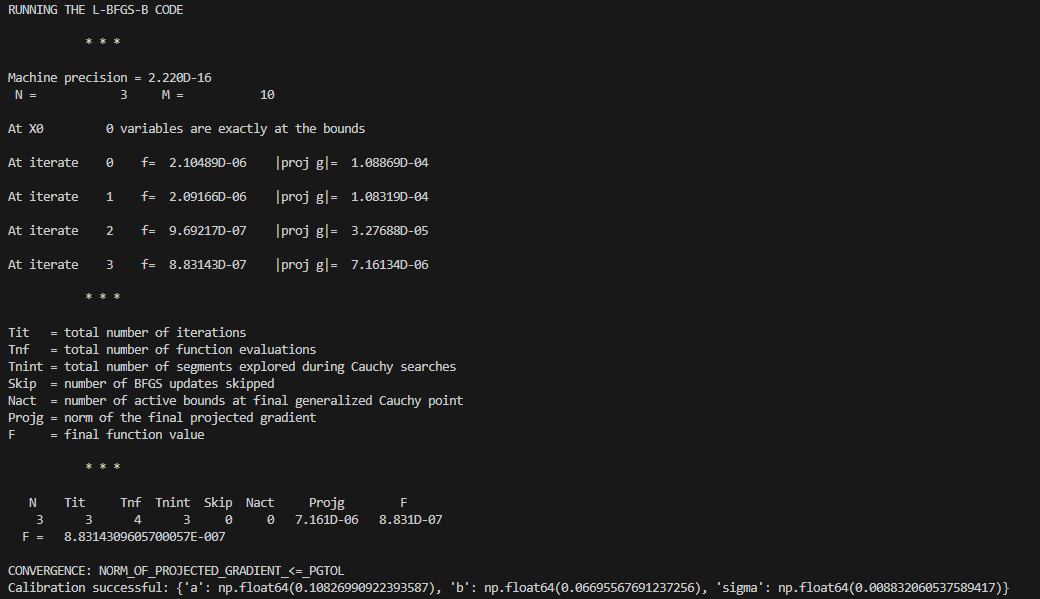 RUNNING THE L-BFGS-B CODE
* * *
Machine precision = 2.220D-16
N = 3 M = 10
At X0 0 variables are exactly at the bounds
At iterate 0 f= 2.10489D-06 |proj g|= 1.08869D-04
At iterate 1 f= 2.09166D-06 |proj g|= 1.08319D-04
At iterate 2 f= 9.69217D-07 |proj g|= 3.27688D-05
At iterate 3 f= 8.83143D-07 |proj g|= 7.16134D-06
* * *
Tit = total number of iterations
Tnf = total number of function evaluations
Tnint = total number of segments explored during Cauchy searches
Skip = number of BFGS updates skipped
Nact = number of active bounds at final generalized Cauchy point
Projg = norm of the final projected gradient
F = final function value
* * *
N Tit Tnf Tnint Skip Nact Projg F
3 3 4 3 0 0 7.161D-06 8.831D-07
F = 8.8314309605700057E-007
CONVERGENCE: NORM_OF_PROJECTED_GRADIENT_<=_PGTOL
Calibration successful: {'a': np.float64(0.10826990922393587), 'b': np.float64(0.06695567691237256), 'sigma': np.float64(0.008832060537589417)}